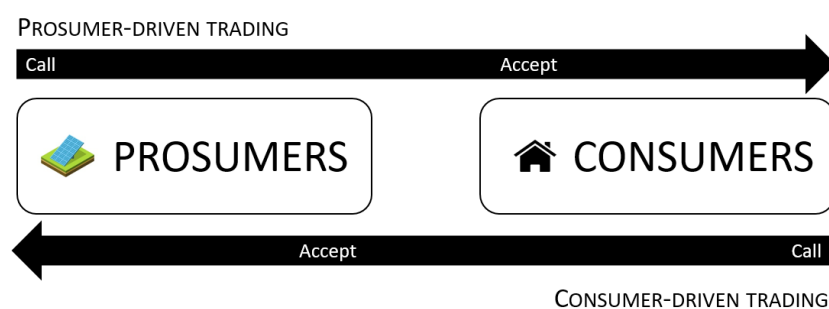 PROSUMER-DRIVEN TRADING
Call Accept
PROSUMERS CONSUMERS
Accept Call
CONSUMER-DRIVEN TRADING